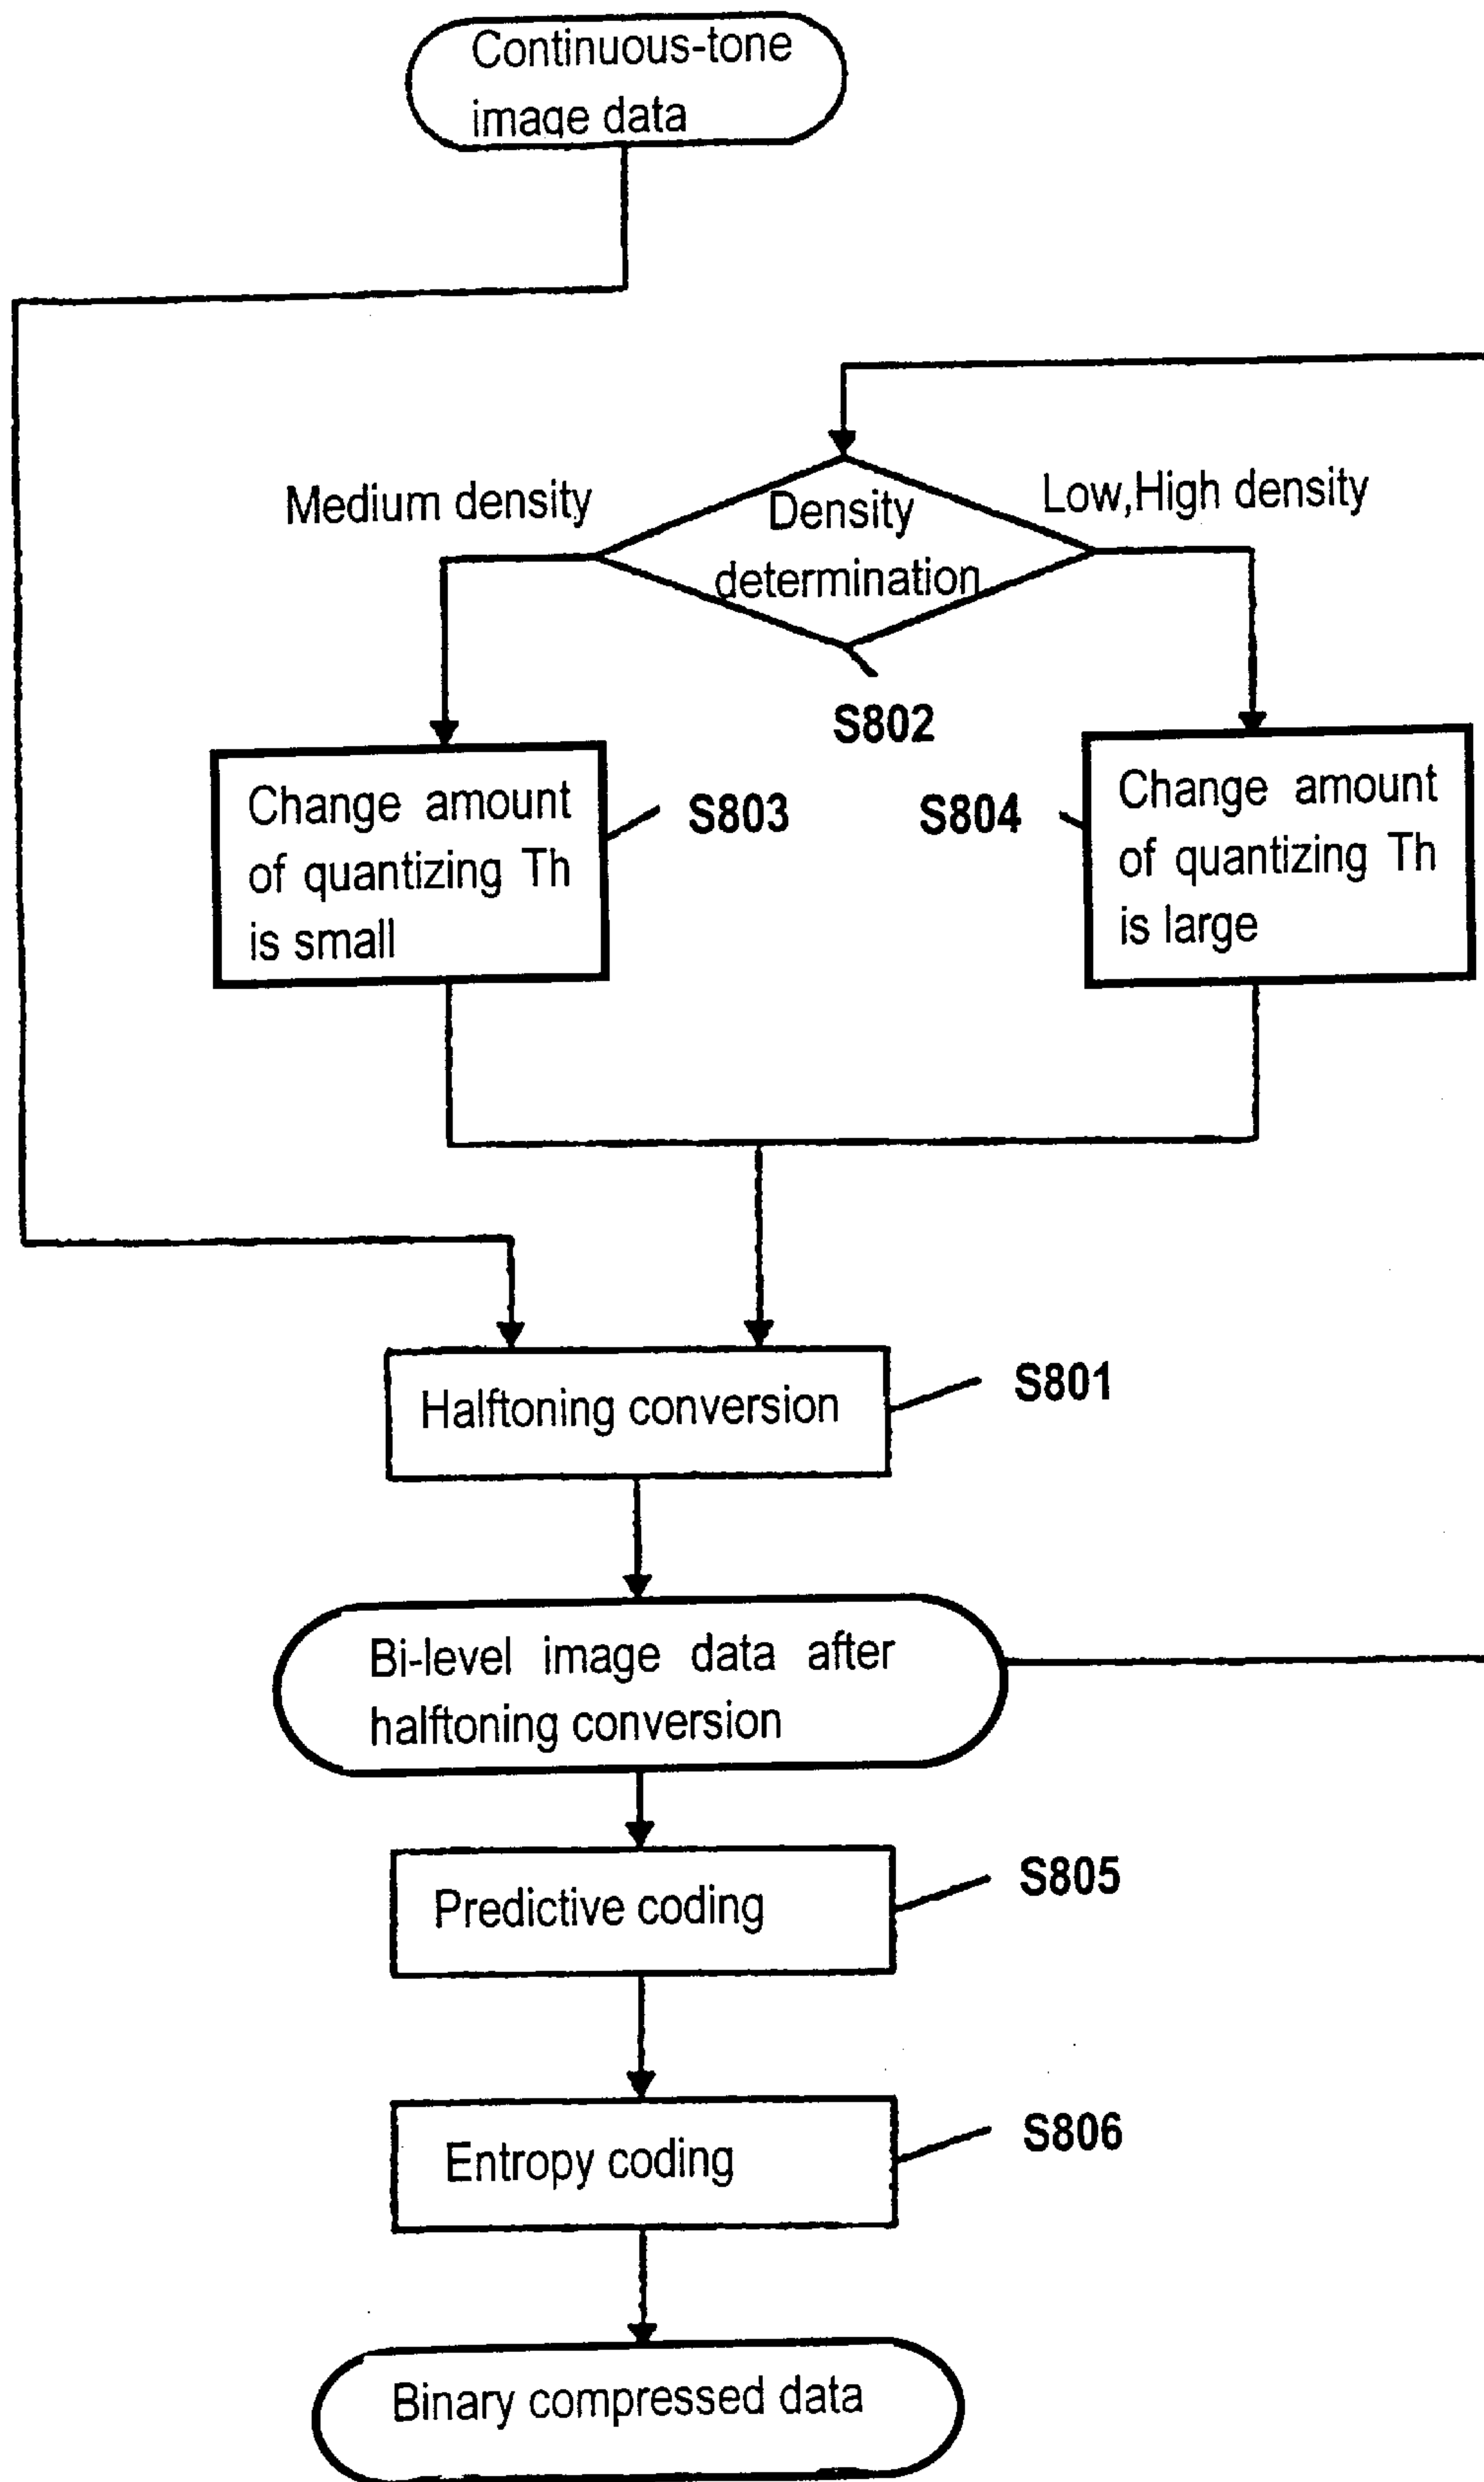 Continuous-tone
image data
Medium density
Density
determination
Low,High density
S802
Change amount
of quantizing Th
is small
S803
S804
Change amount
of quantizing Th
is large
Halftoning conversion
S801
Bi-level image data after
halftoning conversion
Predictive coding
S805
Entropy coding
S806
Binary compressed data